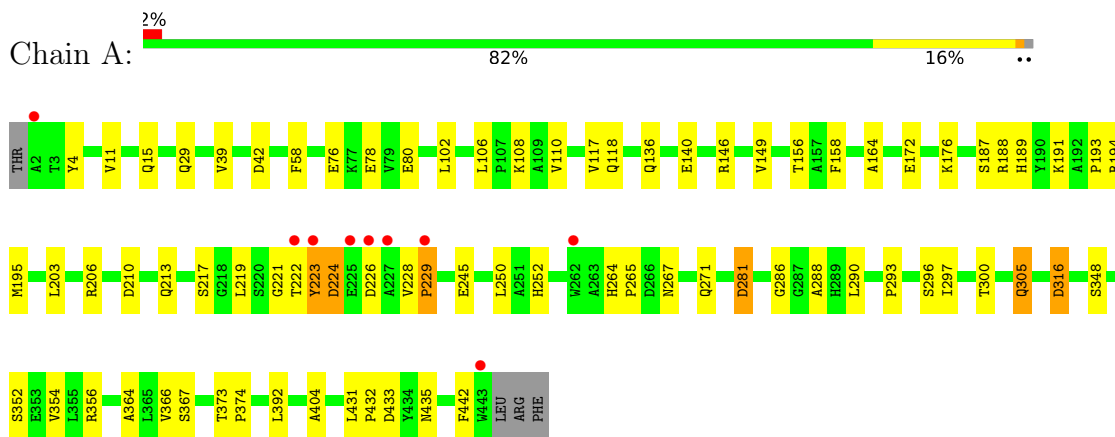 2%
Chain A:
82% 16% ••
THR A2 T3 Y4 V11 Q15 Q29 V39 D42 F58 E76 K77 E78 V79 E80 L102 L106 P107 K108 A109 V110 V117 Q118 Q136 E140 R146 V149 T156 A157 F158 A164 E172 K176 S187 R188 H189 Y190 K191 A192 P193 R194
M195 L203 R206 D210 Q213 S217 G218 L219 S220 G221 T222 Y223 D224 E225 D226 A227 V228 P229 E245 L250 A251 H252 W262 A263 H264 P265 D266 N267 Q271 D281 G286 G287 A288 H289 L290 P293 S296 I297 T300 Q305 D316 S348
S352 E353 V354 L355 R356 A364 L365 V366 S367 T373 P374 L392 A404 L431 P432 D433 Y434 N435 F442 W443 LEU ARG PHE